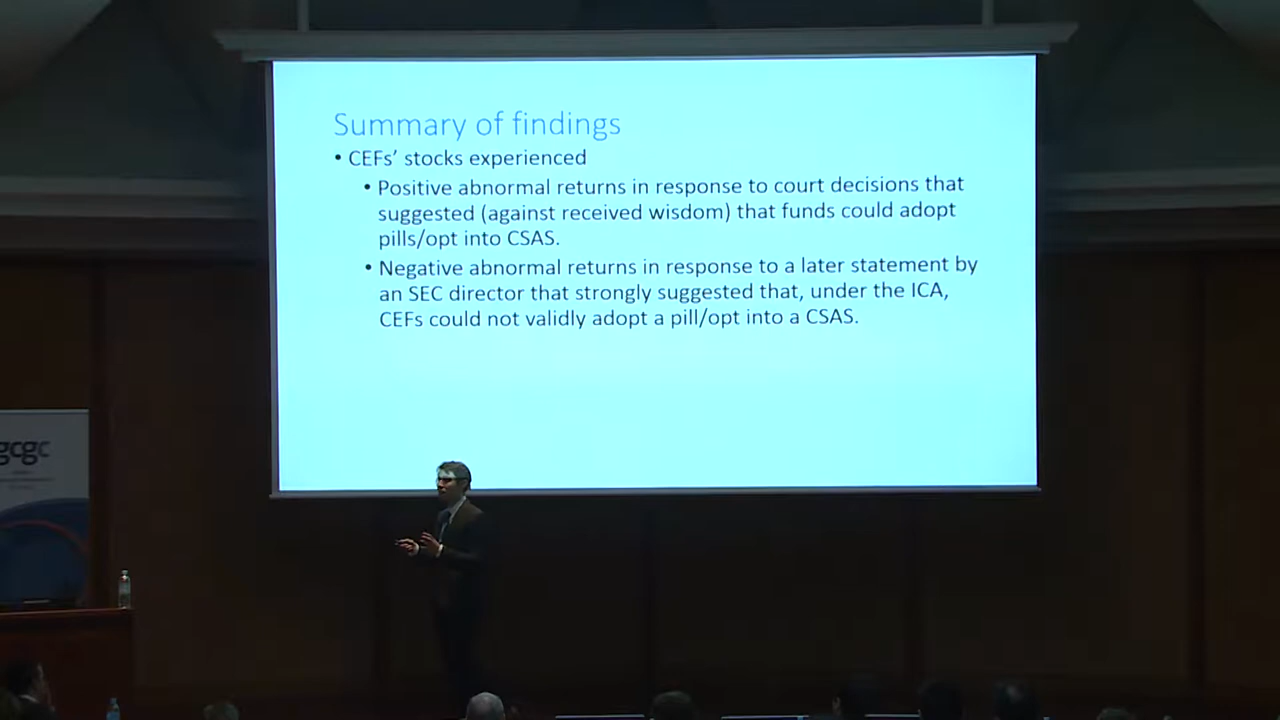 Summary of findings
• CEFs’ stocks experienced
• Positive abnormal returns in response to court decisions that
suggested (against received wisdom) that funds could adopt
pills/opt into CSAS.
• Negative abnormal returns in response to a later statement by
an SEC director that strongly suggested that, under the ICA,
CEFs could not validly adopt a pill/opt into a CSAS.
gcgc